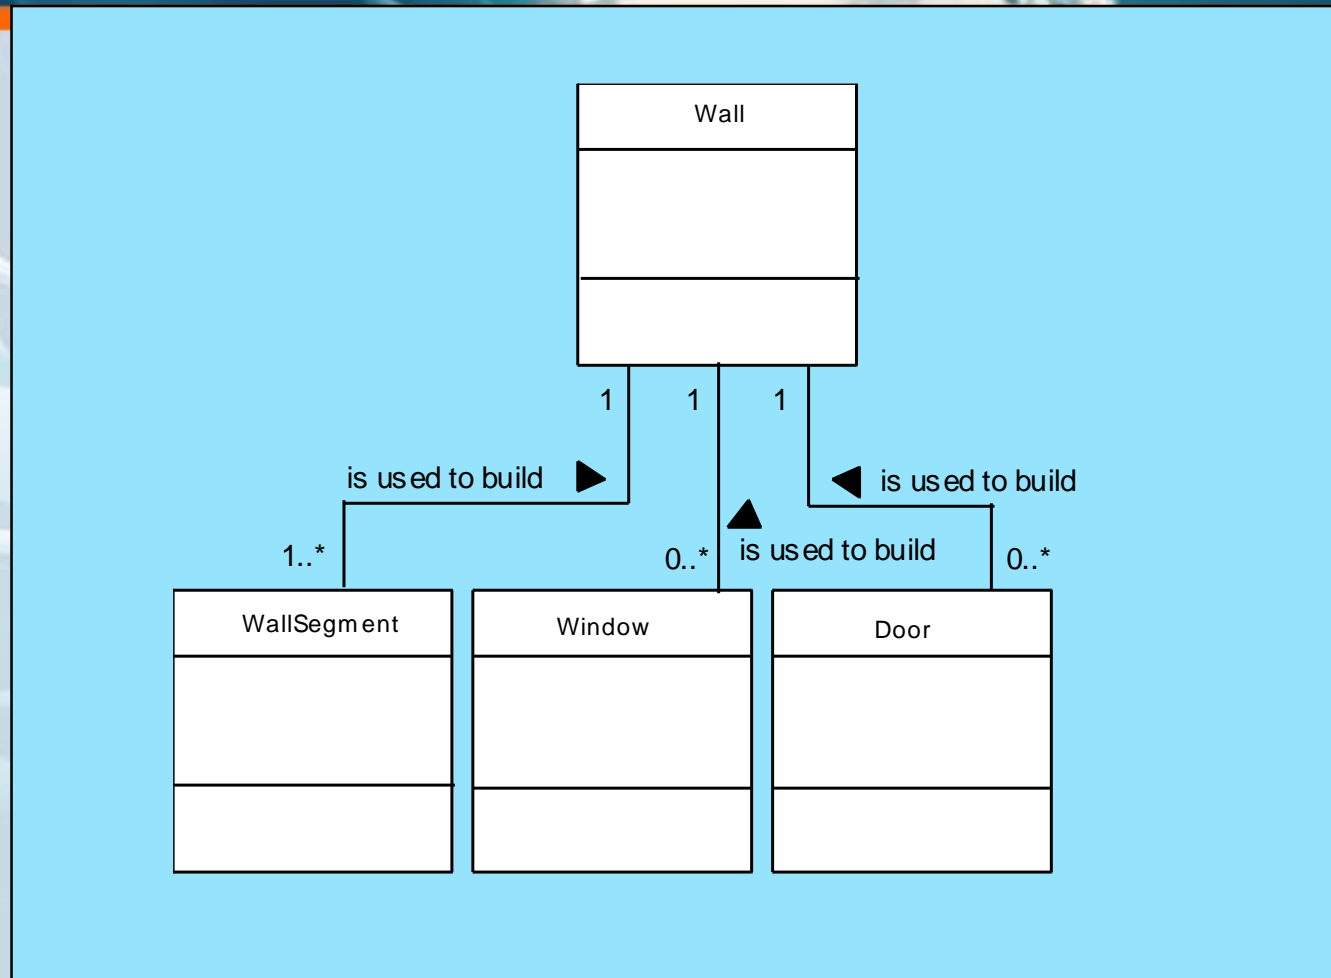 Wall
1 1 1
is used to build
is used to build
is used to build
1..* 0..* 0..*
WallSegment
Window
Door